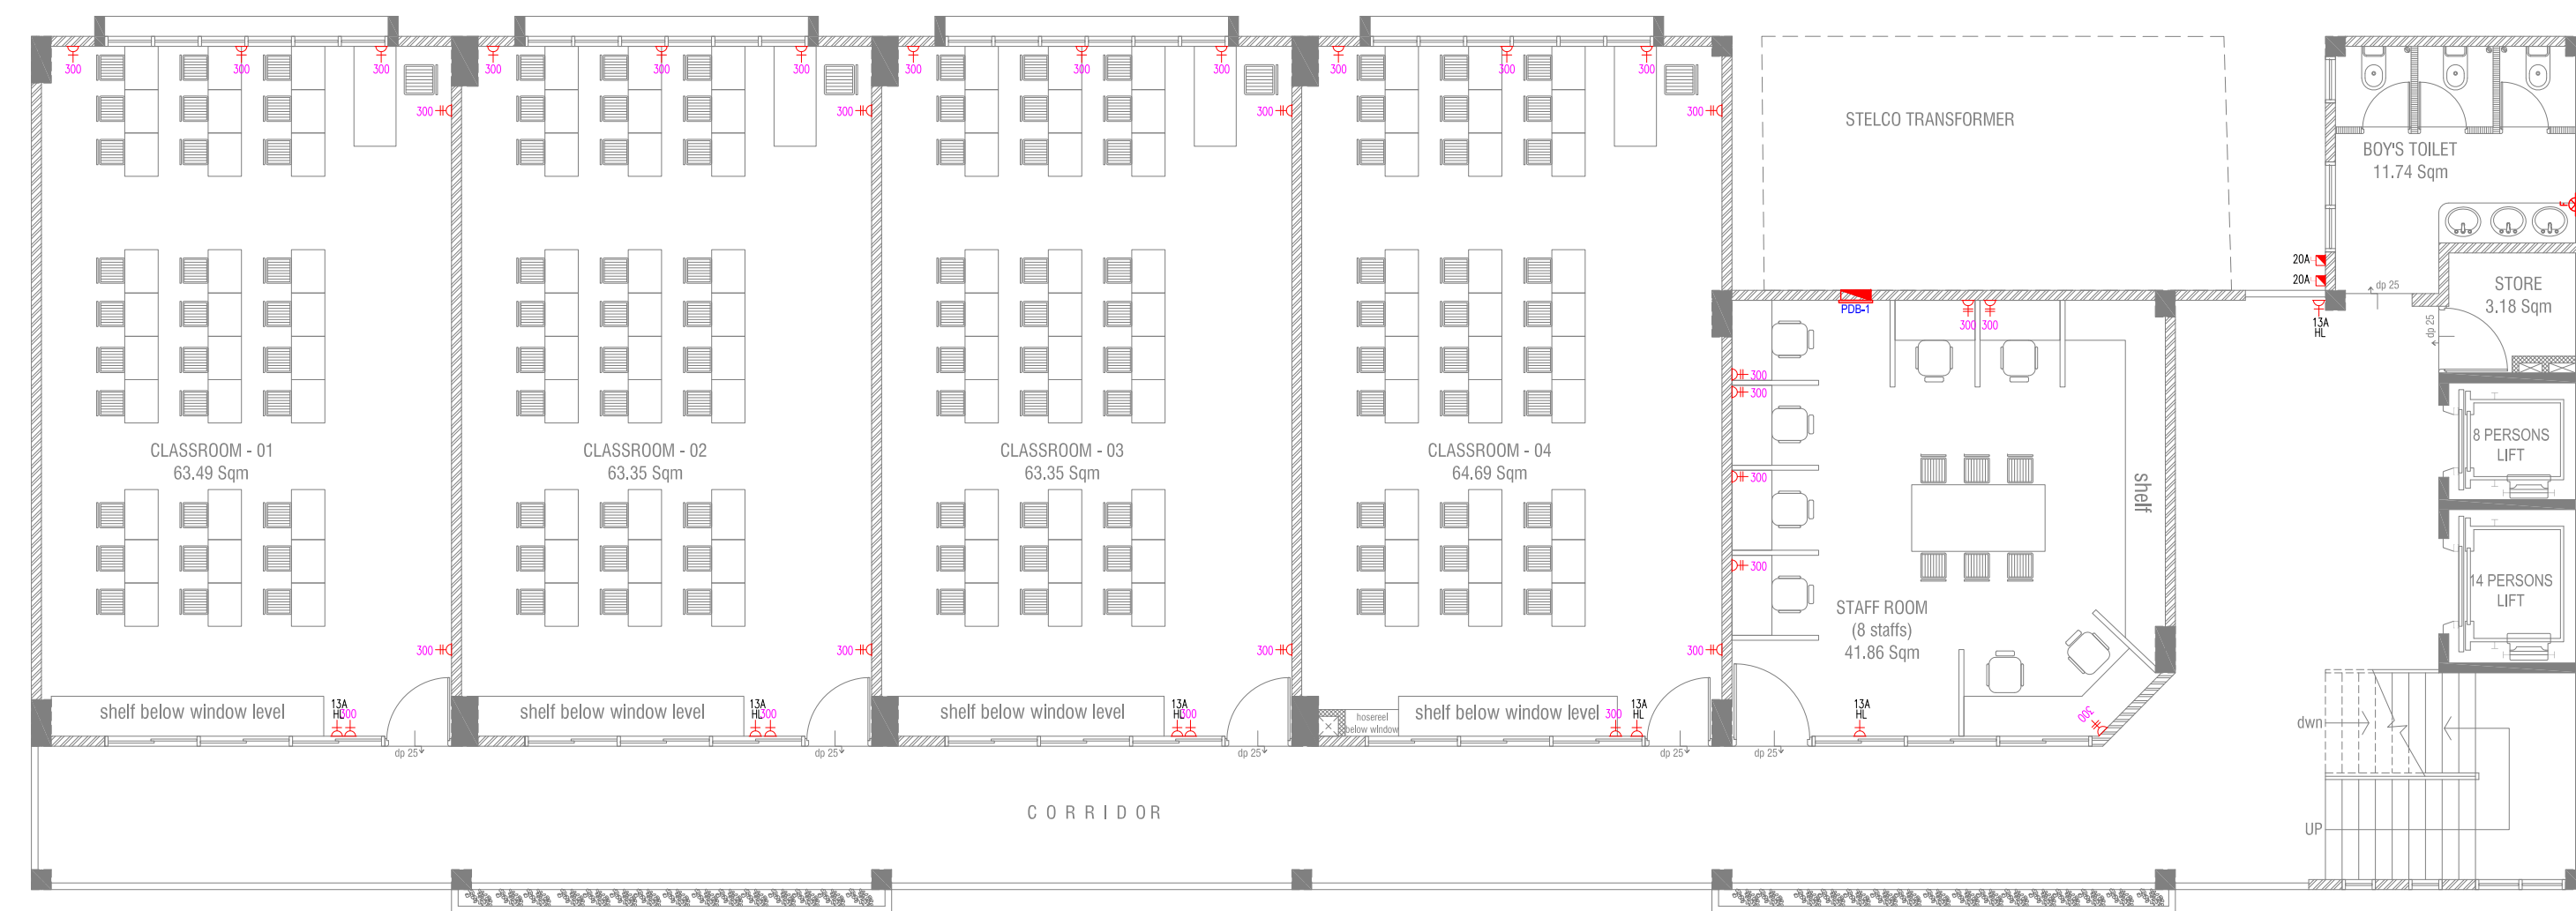 300 300 300 300 300 300 300 300 300 300 300 300
300 300 300 300
STELCO TRANSFORMER
BOY'S TOILET
11.74 Sqm
F
20A
20A
dp 25
STORE
3.18 Sqm
PDB-1
300 300
13A
HL
dp 25
300
300
300
300
CLASSROOM - 01
63.49 Sqm
CLASSROOM - 02
63.35 Sqm
CLASSROOM - 03
63.35 Sqm
CLASSROOM - 04
64.69 Sqm
shelf
8 PERSONS
LIFT
14 PERSONS
LIFT
STAFF ROOM
(8 staffs)
41.86 Sqm
300 300 300 300
shelf below window level
13A
HL
300
shelf below window level
13A
HL
300
shelf below window level
13A
HL
300
hosereel
below window
shelf below window level
300
13A
HL
13A
HL
300
dp 25 dp 25 dp 25 dp 25 dp 25
dwn
CORRIDOR
UP